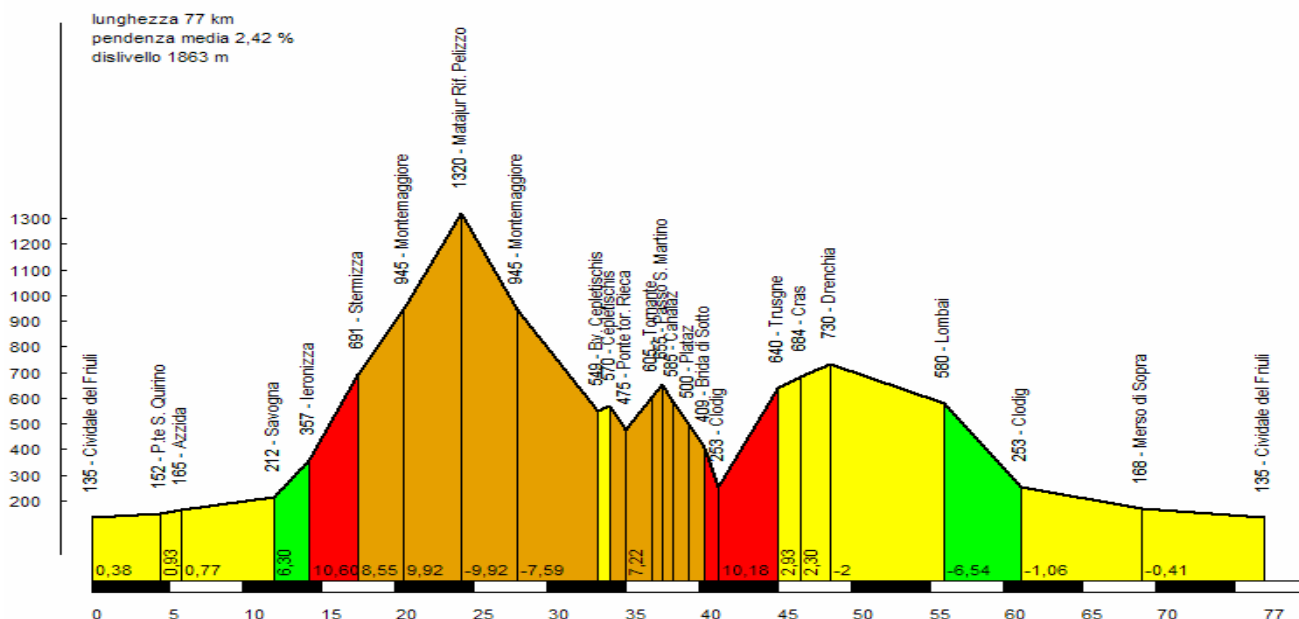 lunghezza 77 km
pendenza media 2,42 %
dislivello 1863 m
1300
1200
1100
1000
900
800
700
600
500
400
300
200
135 - Cividale del Friuli
152 - P.te S. Quirino
165 - Azzida
212 - Savogna
357 - Ieronizza
691 - Stermizza
945 - Montemaggiore
1320 - Matajur Rif. Pelizzo
945 - Montemaggiore
549 - Bv. Cepletischis
570 - Cepletischis
475 - Ponte tor. Rieca
605 - Tornante
655 - Passo S. Martino
585 - Canalaz
500 - Plataz
409 - Brida di Sotto
253 - Clodig
640 - Trusgne
684 - Cras
730 - Drenchia
580 - Lombai
253 - Clodig
168 - Merso di Sopra
135 - Cividale del Friuli
0,38
0,93
0,77
6,30
10,60
8,55
9,92
-9,92
-7,59
7,22
10,18
2,93
2,30
-2
-6,54
-1,06
-0,41
0 5 10 15 20 25 30 35 40 45 50 55 60 65 70 77